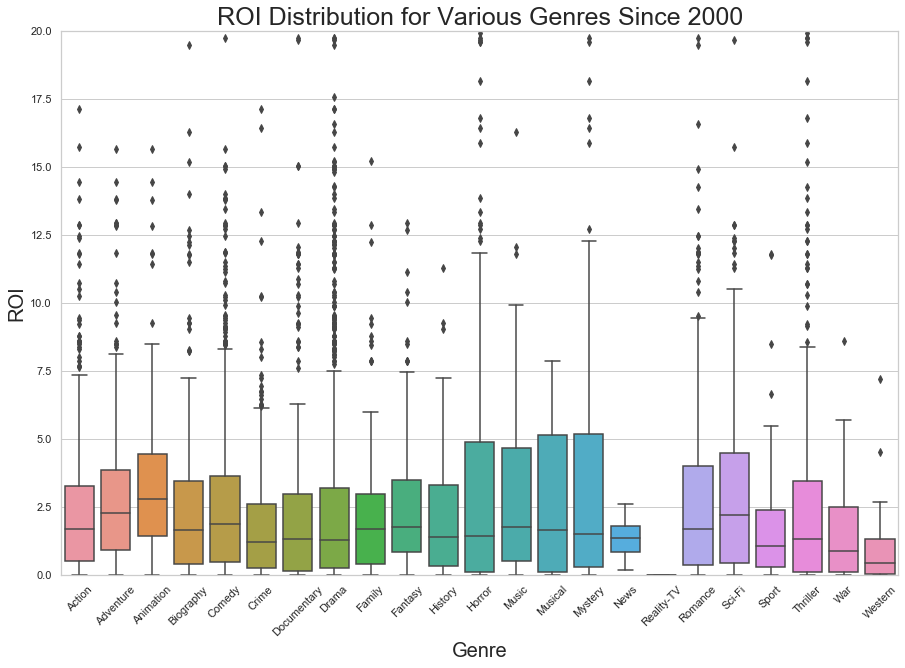 ROI Distribution for Various Genres Since 2000
20.0
17.5
15.0
12.5
10.0
7.5
5.0
2.5
0.0
ROI
Action
Adventure
Animation
Biography
Comedy
Crime
Documentary
Drama
Family
Fantasy
History
Horror
Music
Musical
Mystery
News
Reality-TV
Romance
Sci-Fi
Sport
Thriller
War
Western
Genre